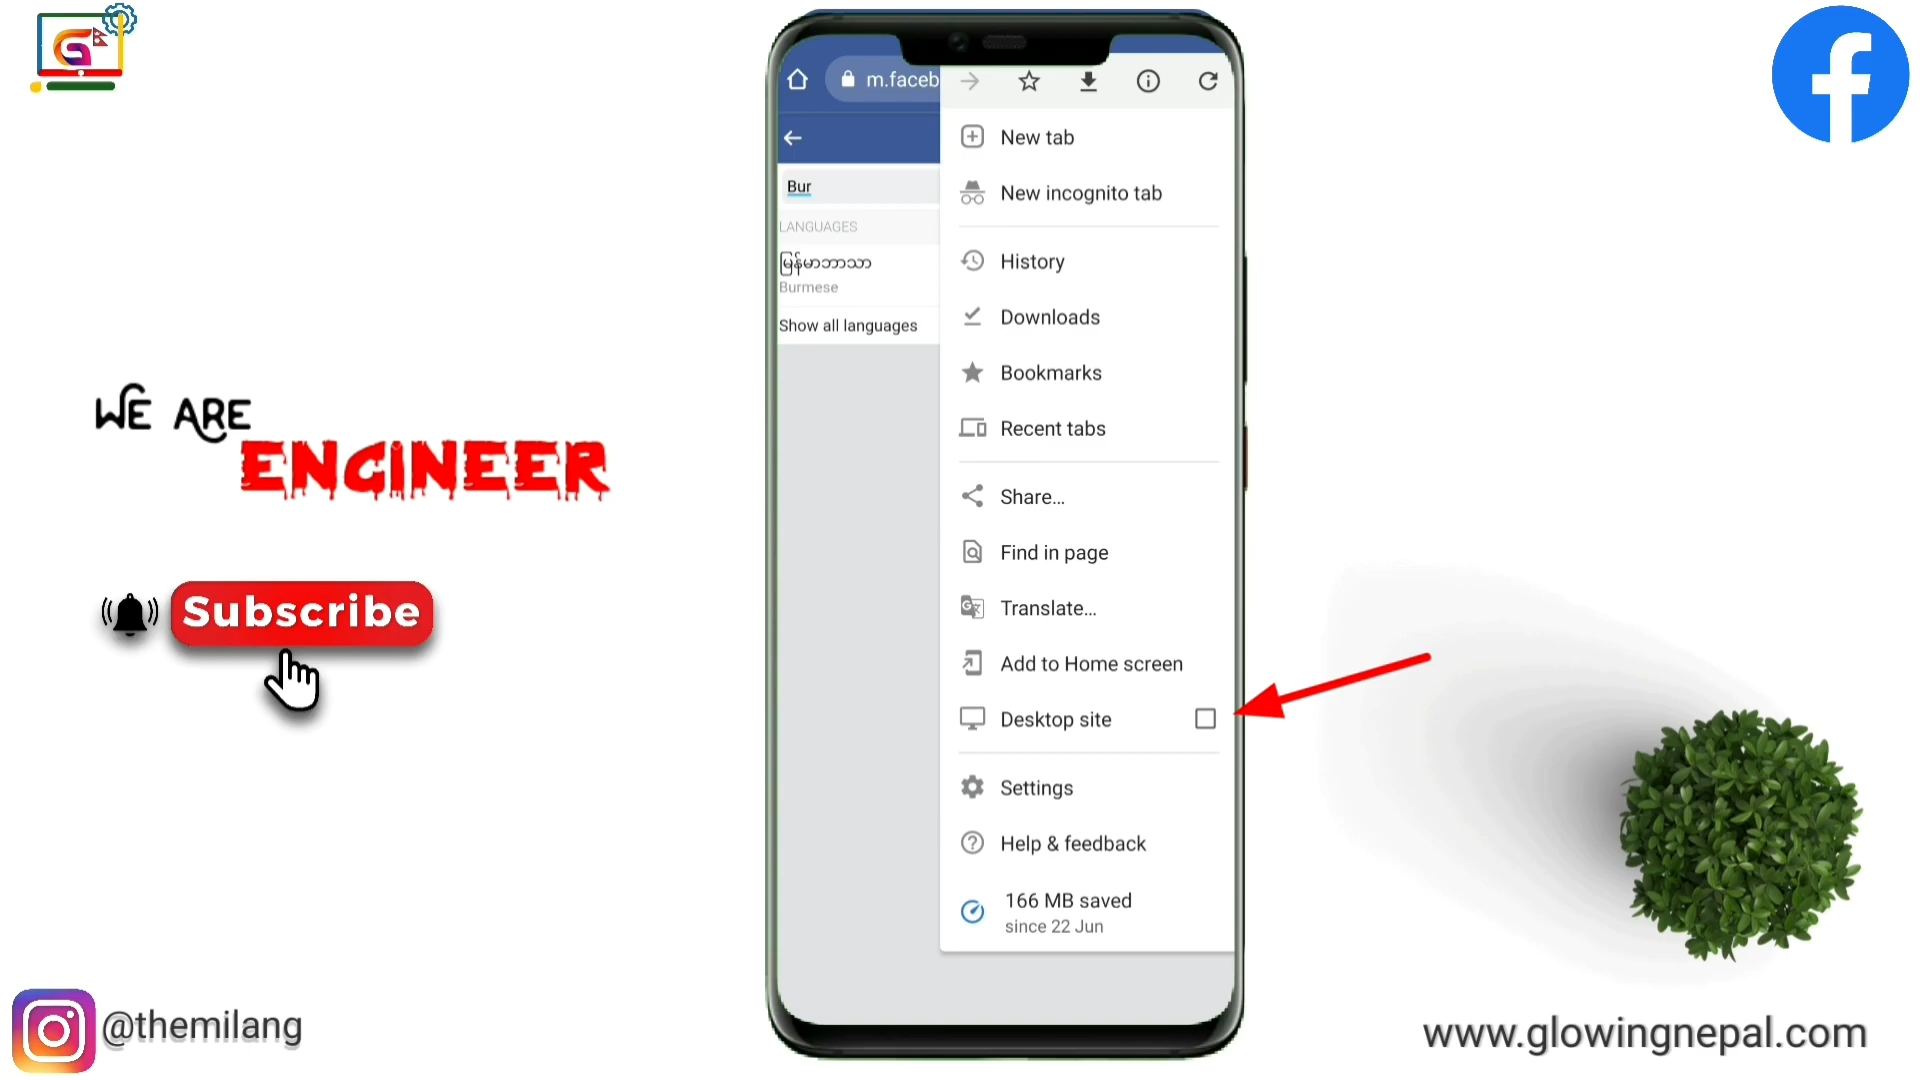 m.faceb
New tab
New incognito tab
Bur
LANGUAGES
မြန်မာဘာသာ
Burmese
Show all languages
History
Downloads
Bookmarks
Recent tabs
Share...
Find in page
Translate...
Add to Home screen
Desktop site
Settings
Help & feedback
166 MB saved
since 22 Jun
WE ARE
ENGINEER
Subscribe
@themilang
www.glowingnepal.com